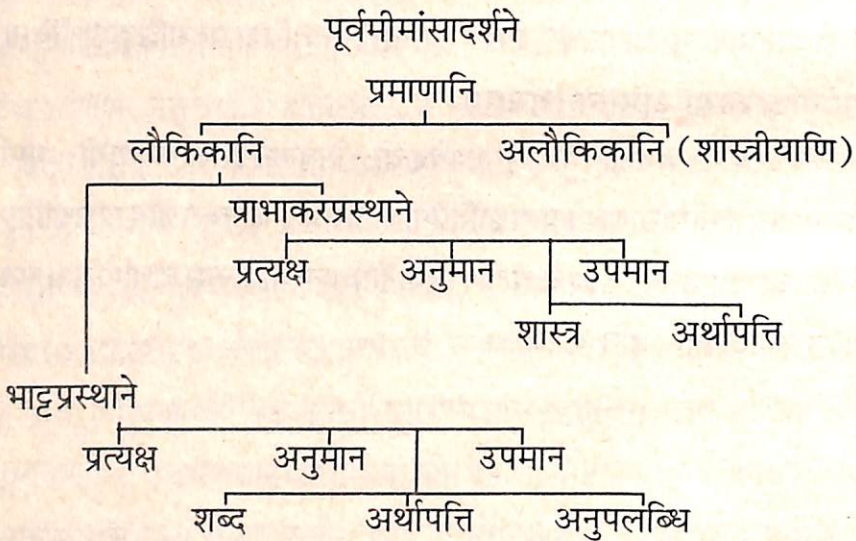 पूर्वमीमांसादर्शने
प्रमाणानि
लौकिकानि अलौकिकानि (शास्त्रीयाणि)
प्राभाकरप्रस्थाने
प्रत्यक्ष अनुमान उपमान
शास्त्र अर्थापत्ति
भाट्टप्रस्थाने
प्रत्यक्ष अनुमान उपमान
शब्द अर्थापत्ति अनुपलब्धि